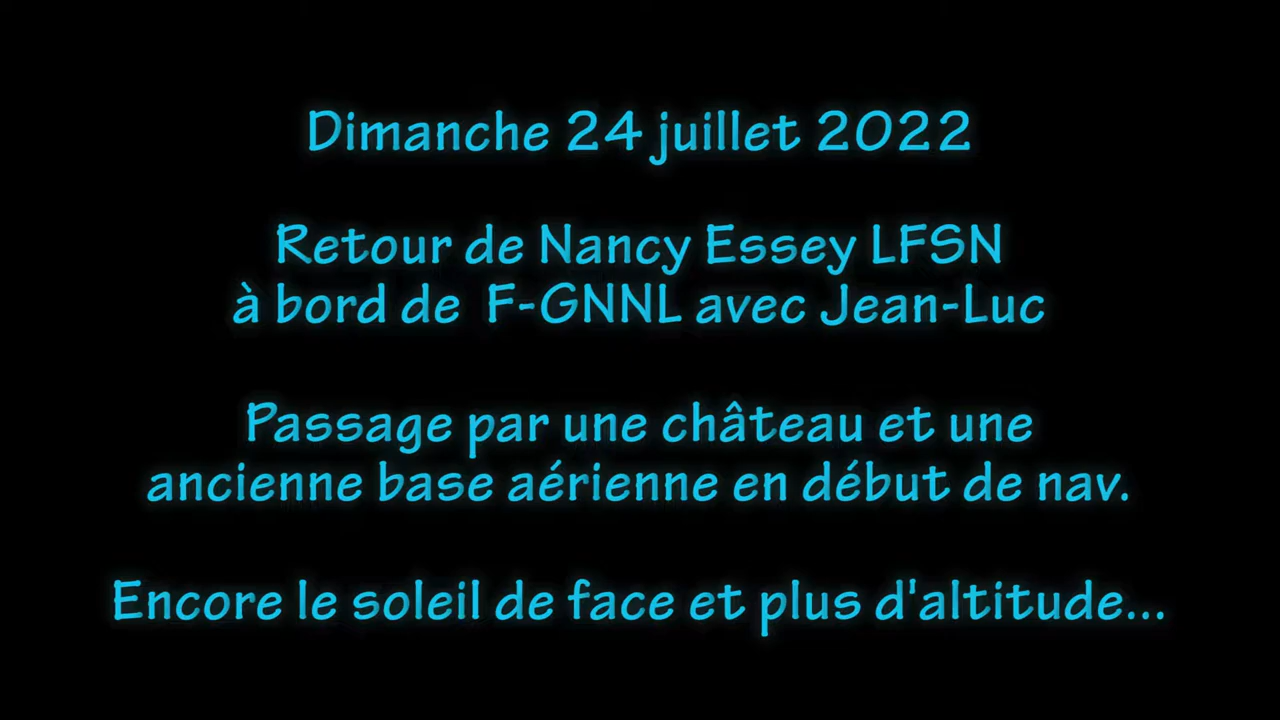 Dimanche 24 juillet 2022
Retour de Nancy Essey LFSN
à bord de F-GNNL avec Jean-Luc
Passage par une château et une
ancienne base aérienne en début de nav.
Encore le soleil de face et plus d'altitude...